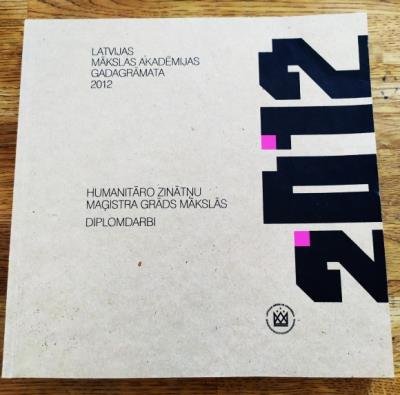 LATVIJAS
MĀKSLAS AKADĒMIJAS
GADAGRĀMATA
2012
HUMANITĀRO ZINĀTŅU
MAĢISTRA GRĀDS MĀKSLĀS
DIPLOMDARBI
2012